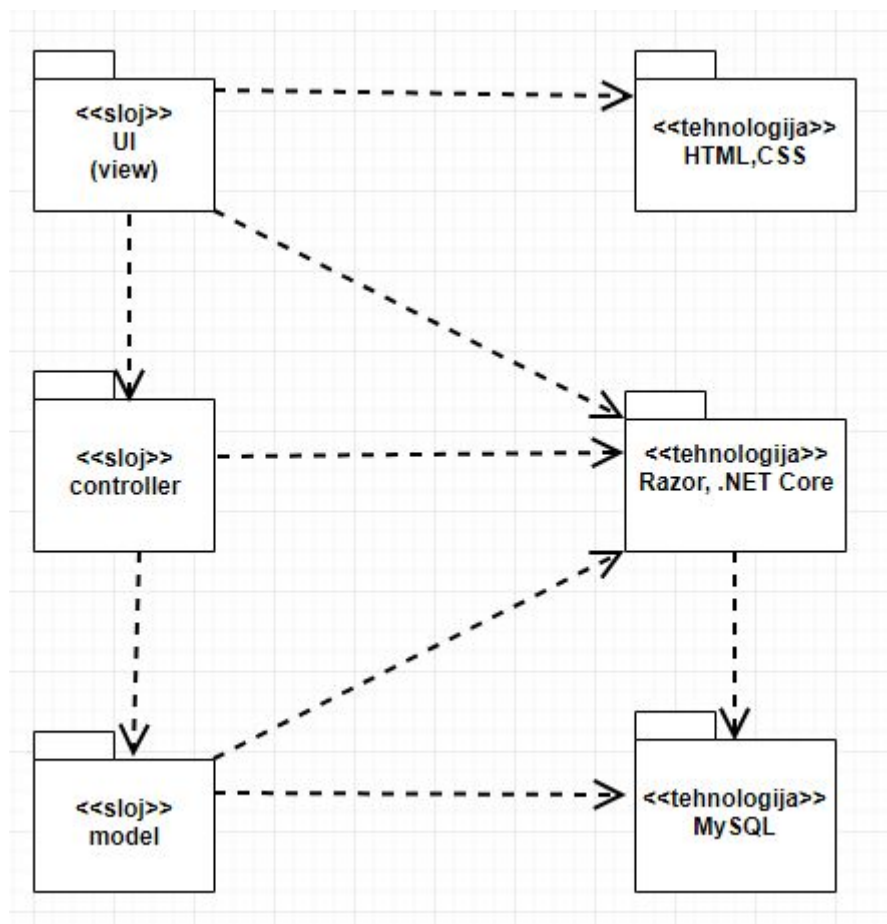 <<sloj>>
UI
(view)
<<tehnologija>>
HTML,CSS
<<sloj>>
controller
<<tehnologija>>
Razor, .NET Core
<<sloj>>
model
<<tehnologija>>
MySQL